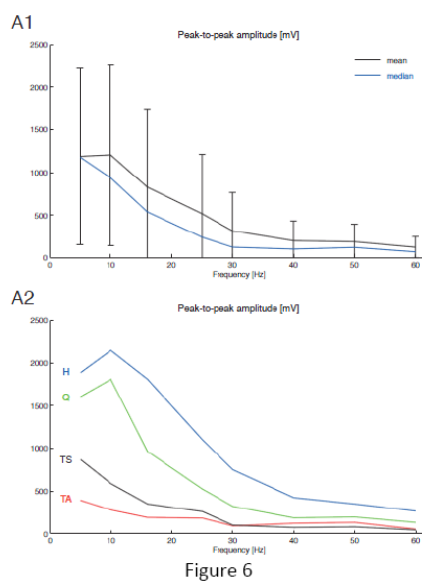 A1
Peak-to-peak amplitude [mV]
2500
mean
median
2000
1500
1000
500
0
0 10 20 30 40 50 60
Frequency [Hz]
A2
Peak-to-peak amplitude [mV]
2500
2000
H
Q
1500
1000
TS
500
TA
0
0 10 20 30 40 50 60
Frequency [Hz]
Figure 6